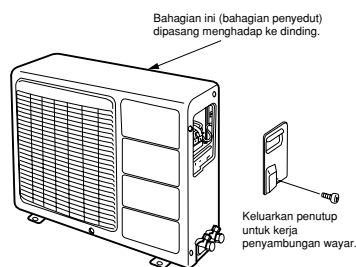 Bahagian ini (bahagian penyedut)
dipasang menghadap ke dinding.
Keluarkan penutup
untuk kerja
penyambungan wayar.